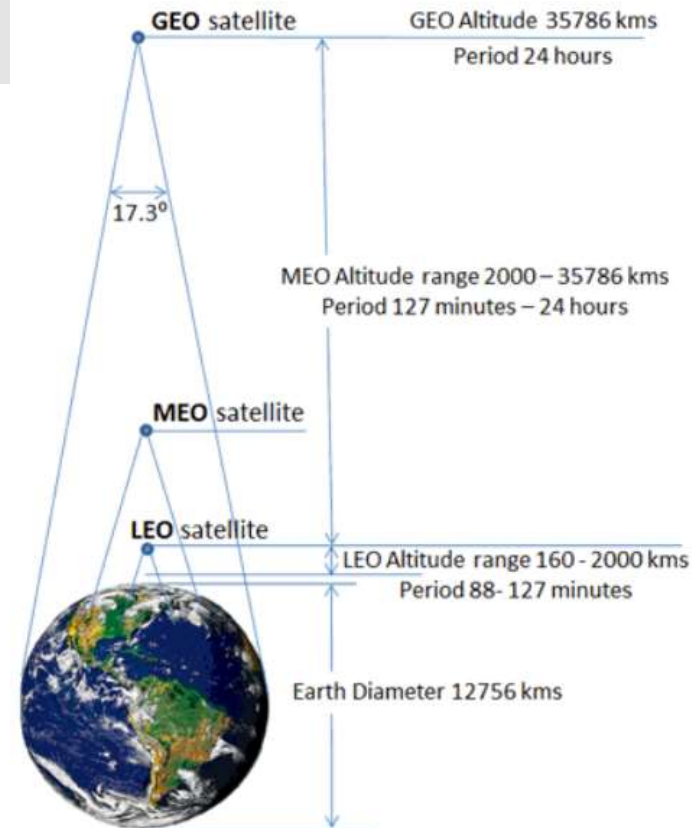 GEO satellite
GEO Altitude 35786 kms
Period 24 hours
17.3⁰
MEO Altitude range 2000 – 35786 kms
Period 127 minutes – 24 hours
MEO satellite
LEO satellite
LEO Altitude range 160 - 2000 kms
Period 88- 127 minutes
Earth Diameter 12756 kms